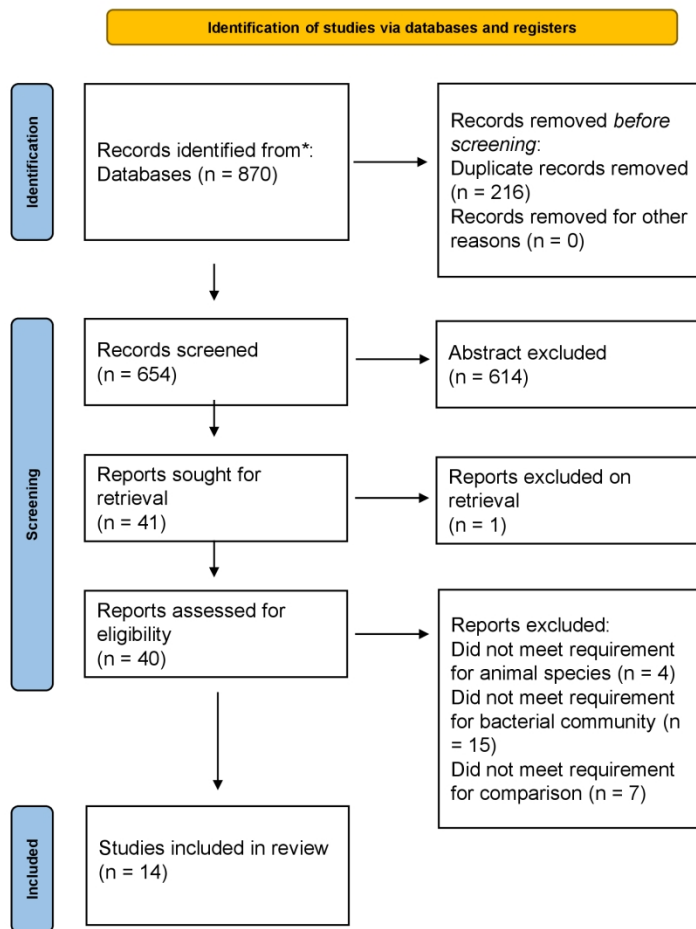 Identification of studies via databases and registers
Identification
Records identified from*:
Databases (n = 870)
Records removed before
screening:
Duplicate records removed
(n = 216)
Records removed for other
reasons (n = 0)
Screening
Records screened
(n = 654)
Abstract excluded
(n = 614)
Reports sought for
retrieval
(n = 41)
Reports excluded on
retrieval
(n = 1)
Reports assessed for
eligibility
(n = 40)
Reports excluded:
Did not meet requirement
for animal species (n = 4)
Did not meet requirement
for bacterial community (n
= 15)
Did not meet requirement
for comparison (n = 7)
Included
Studies included in review
(n = 14)